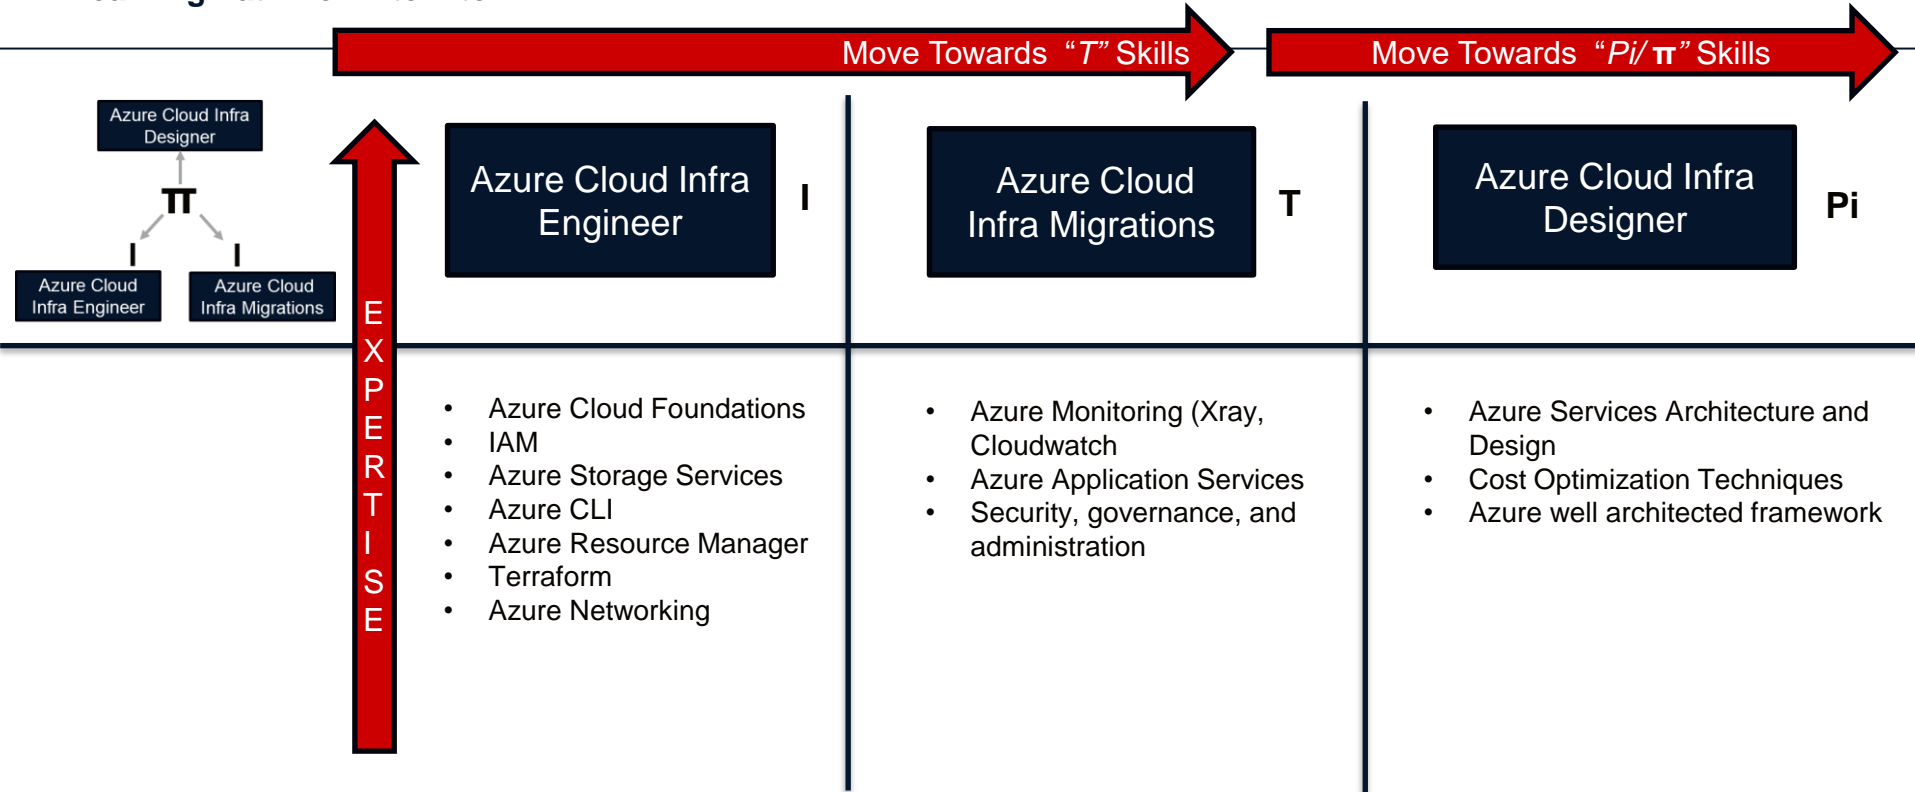 Move Towards “T” Skills
Move Towards “Pi/ π” Skills
Azure Cloud Infra
Designer
π
I
I
Azure Cloud
Infra Engineer
Azure Cloud
Infra Migrations
EXPERTISE
Azure Cloud Infra
Engineer
I
Azure Cloud
Infra Migrations
T
Azure Cloud Infra
Designer
Pi
• Azure Cloud Foundations
• IAM
• Azure Storage Services
• Azure CLI
• Azure Resource Manager
• Terraform
• Azure Networking
• Azure Monitoring (Xray,
Cloudwatch
• Azure Application Services
• Security, governance, and
administration
• Azure Services Architecture and
Design
• Cost Optimization Techniques
• Azure well architected framework